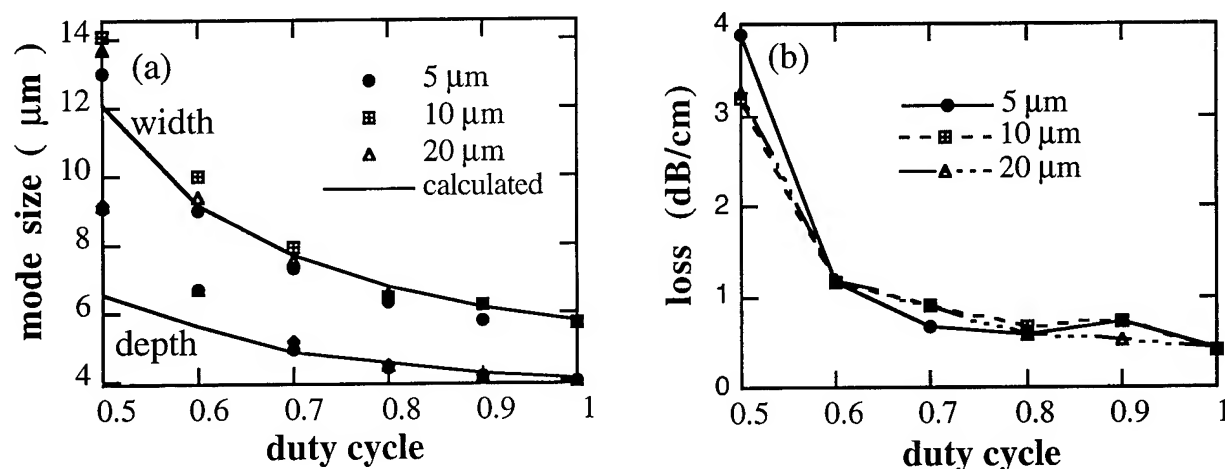 (a)
mode size ( μm)
14
12
10
8
6
4
width
depth
5 μm
10 μm
20 μm
calculated
0.5 0.6 0.7 0.8 0.9 1
duty cycle
(b)
loss (dB/cm)
4
3
2
1
0
5 μm
10 μm
20 μm
0.5 0.6 0.7 0.8 0.9 1
duty cycle